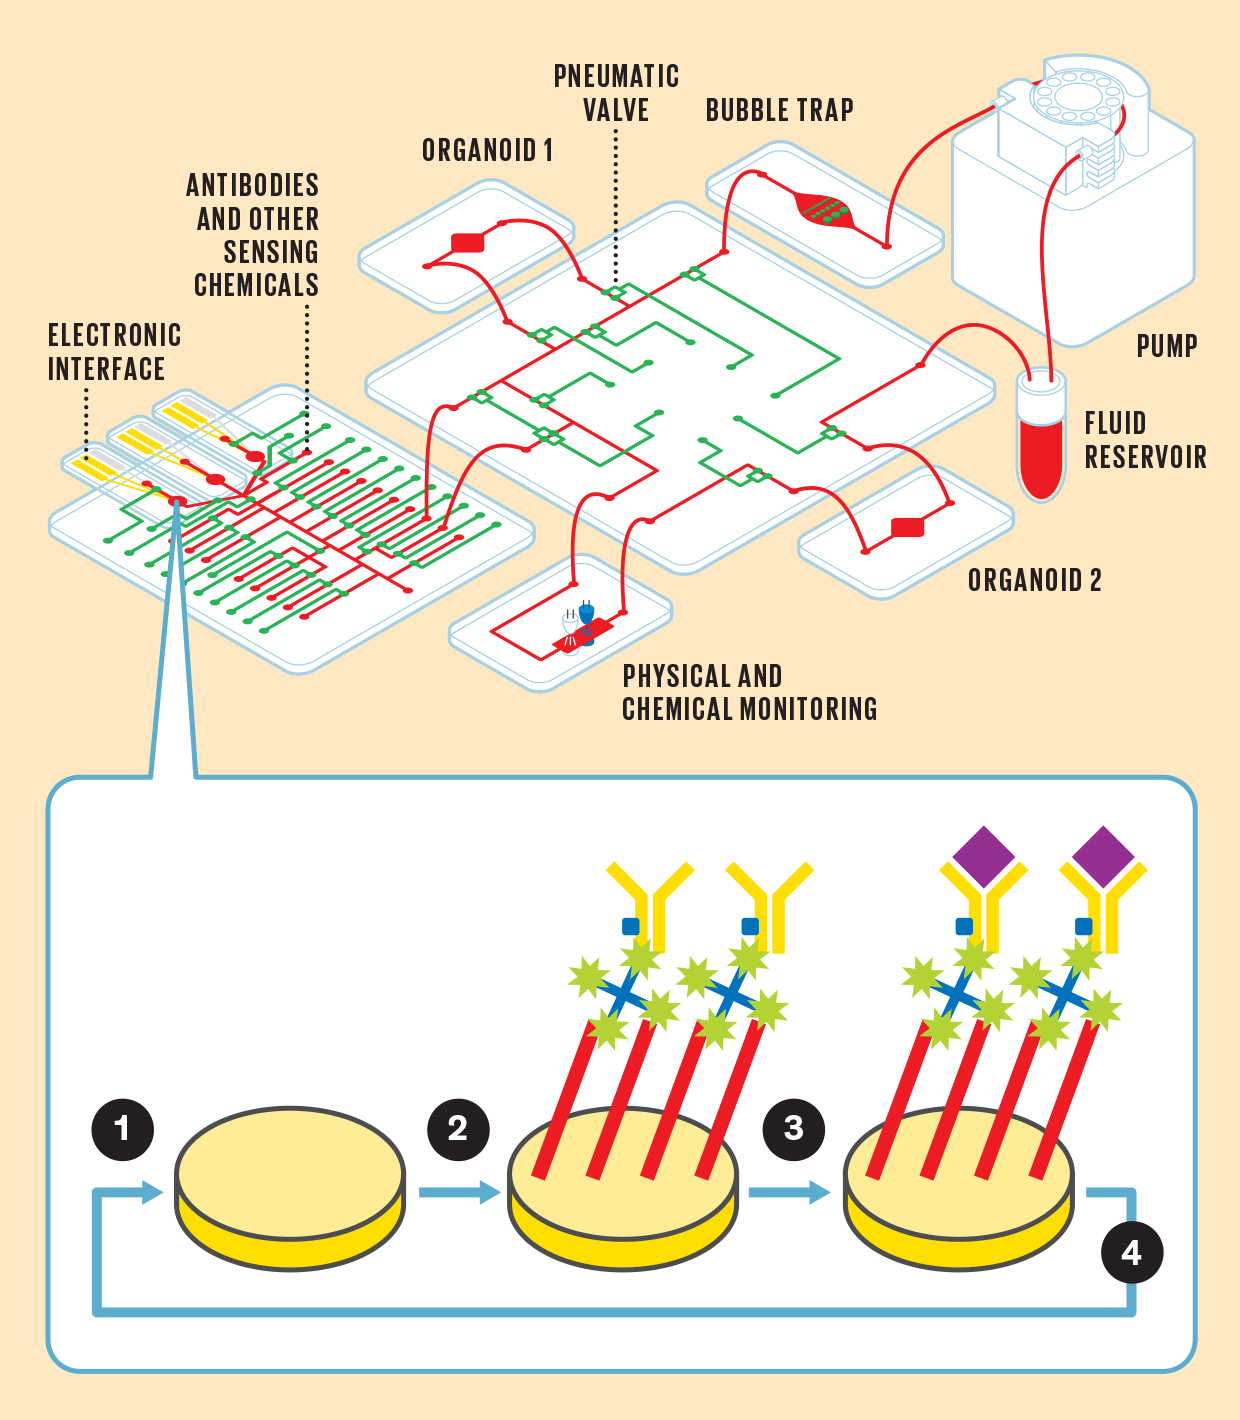 PNEUMATIC
VALVE
BUBBLE TRAP
ORGANOID 1
ANTIBODIES
AND OTHER
SENSING
CHEMICALS
ELECTRONIC
INTERFACE
PUMP
FLUID
RESERVOIR
ORGANOID 2
PHYSICAL AND
CHEMICAL MONITORING
1
2
3
4